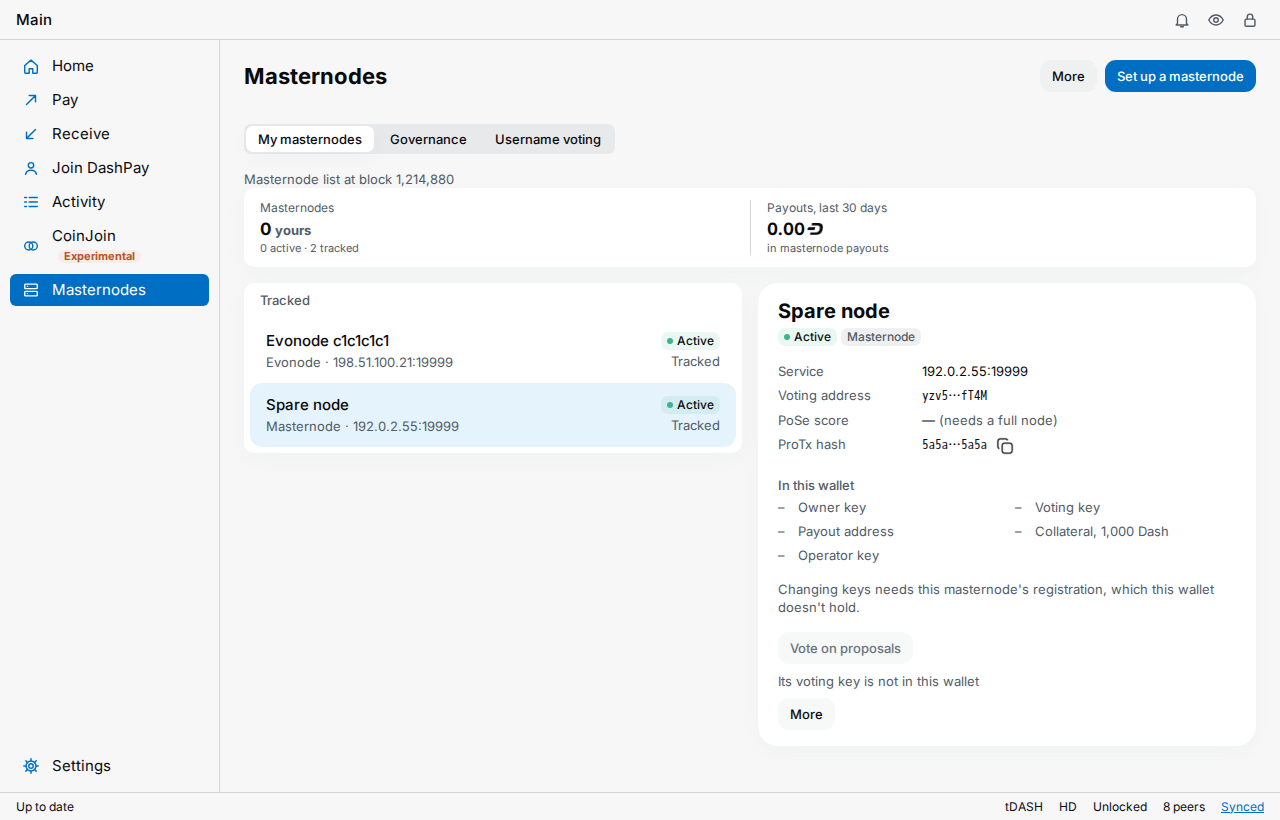 Main
Home
Pay
Receive
Join DashPay
Activity
CoinJoin
Experimental
Masternodes
Settings
Masternodes
More
Set up a masternode
My masternodes
Governance
Username voting
Masternode list at block 1,214,880
Masternodes
0 yours
0 active · 2 tracked
Payouts, last 30 days
0.00
in masternode payouts
Tracked
Evonode c1c1c1c1
Active
Evonode · 198.51.100.21:19999
Tracked
Spare node
Active
Masternode · 192.0.2.55:19999
Tracked
Spare node
Active
Masternode
Service
192.0.2.55:19999
Voting address
yzv5···fT4M
PoSe score
— (needs a full node)
ProTx hash
5a5a···5a5a
In this wallet
– Owner key
– Voting key
– Payout address
– Collateral, 1,000 Dash
– Operator key
Changing keys needs this masternode's registration, which this wallet
doesn't hold.
Vote on proposals
Its voting key is not in this wallet
More
Up to date
tDASH
HD
Unlocked
8 peers
Synced